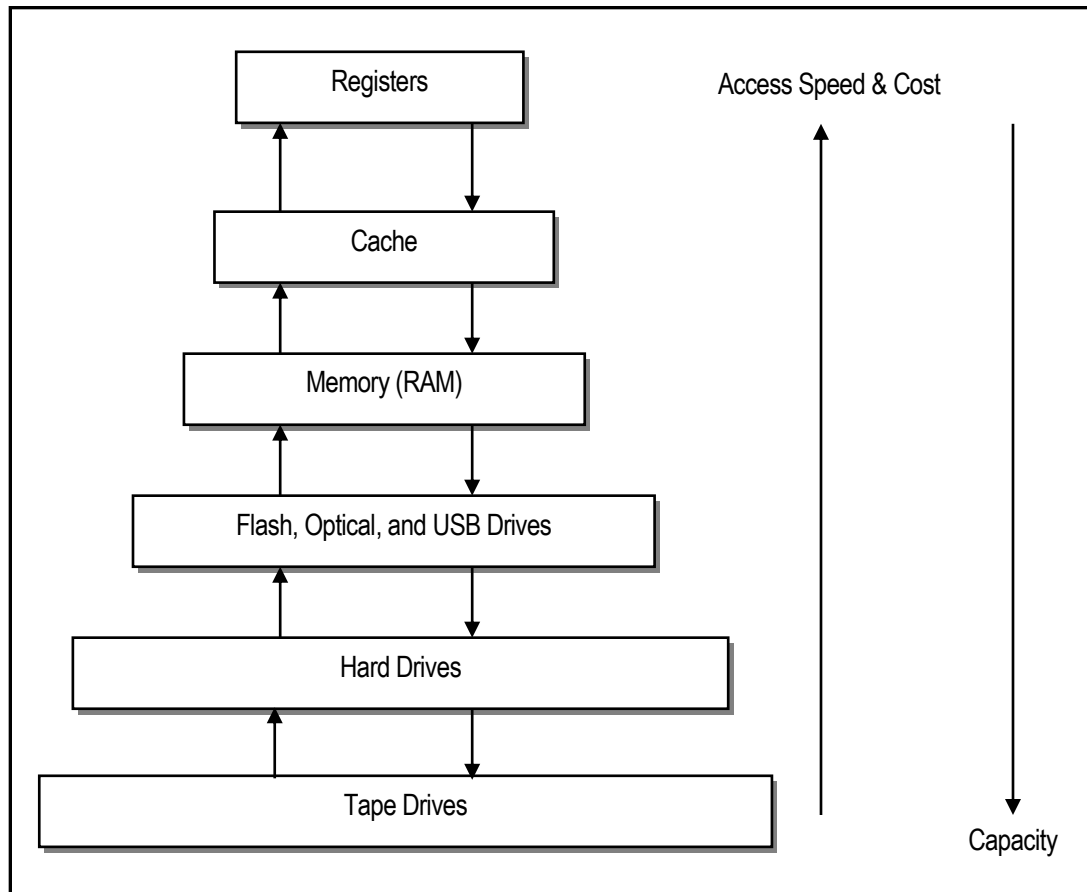 Registers
Access Speed & Cost
Cache
Memory (RAM)
Flash, Optical, and USB Drives
Hard Drives
Tape Drives
Capacity